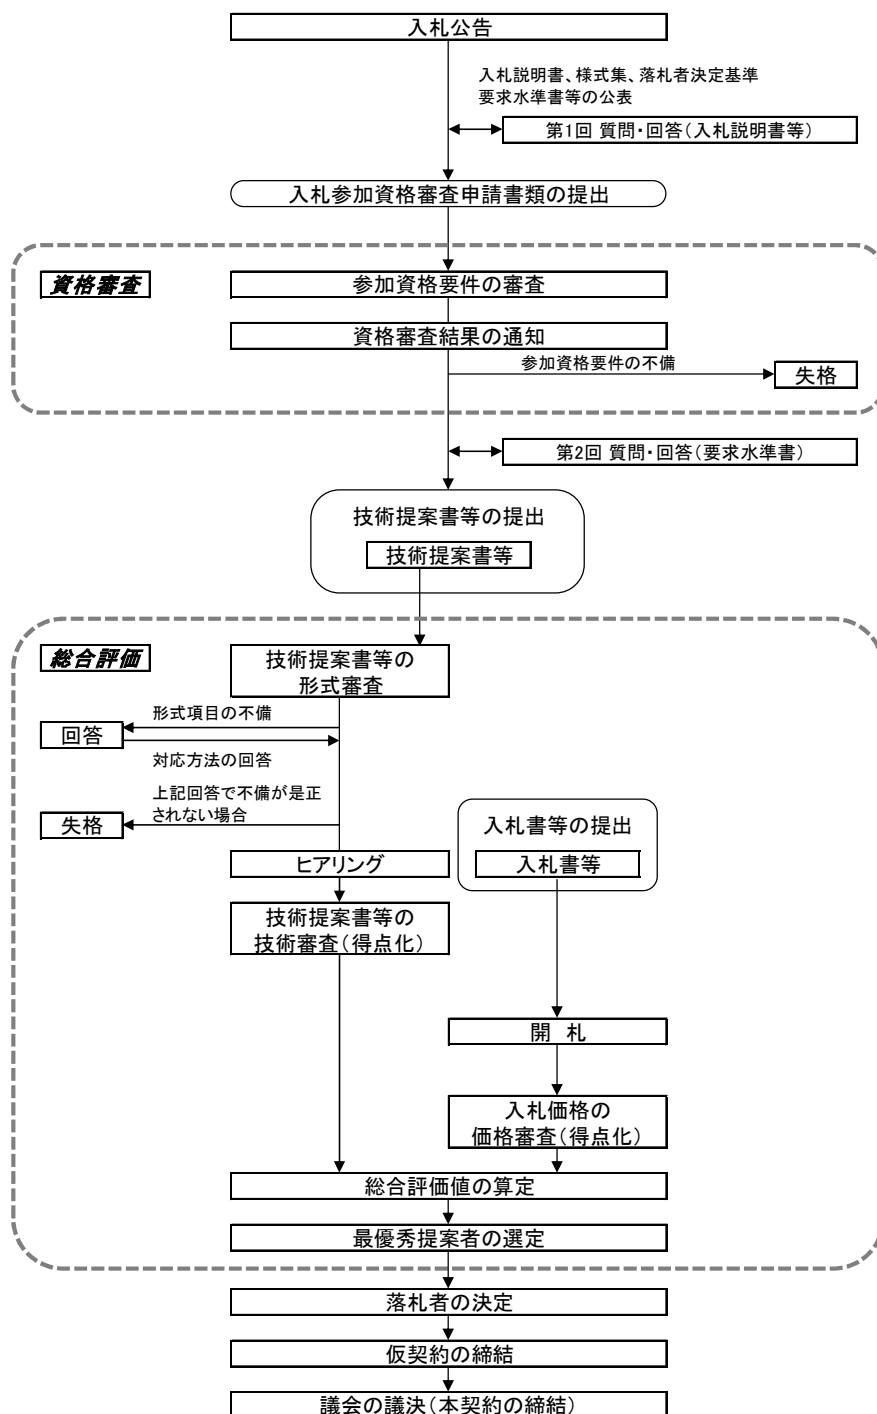 入札公告
入札説明書、様式集、落札者決定基準
要求水準書等の公表
第1回 質問・回答(入札説明書等)
入札参加資格審査申請書類の提出
資格審査
参加資格要件の審査
資格審査結果の通知
参加資格要件の不備
失格
第2回 質問・回答(要求水準書)
技術提案書等の提出
技術提案書等
総合評価
技術提案書等の
形式審査
形式項目の不備
回答
対応方法の回答
上記回答で不備が是正
されない場合
失格
入札書等の提出
入札書等
ヒアリング
技術提案書等の
技術審査(得点化)
開 札
入札価格の
価格審査(得点化)
総合評価値の算定
最優秀提案者の選定
落札者の決定
仮契約の締結
議会の議決(本契約の締結)